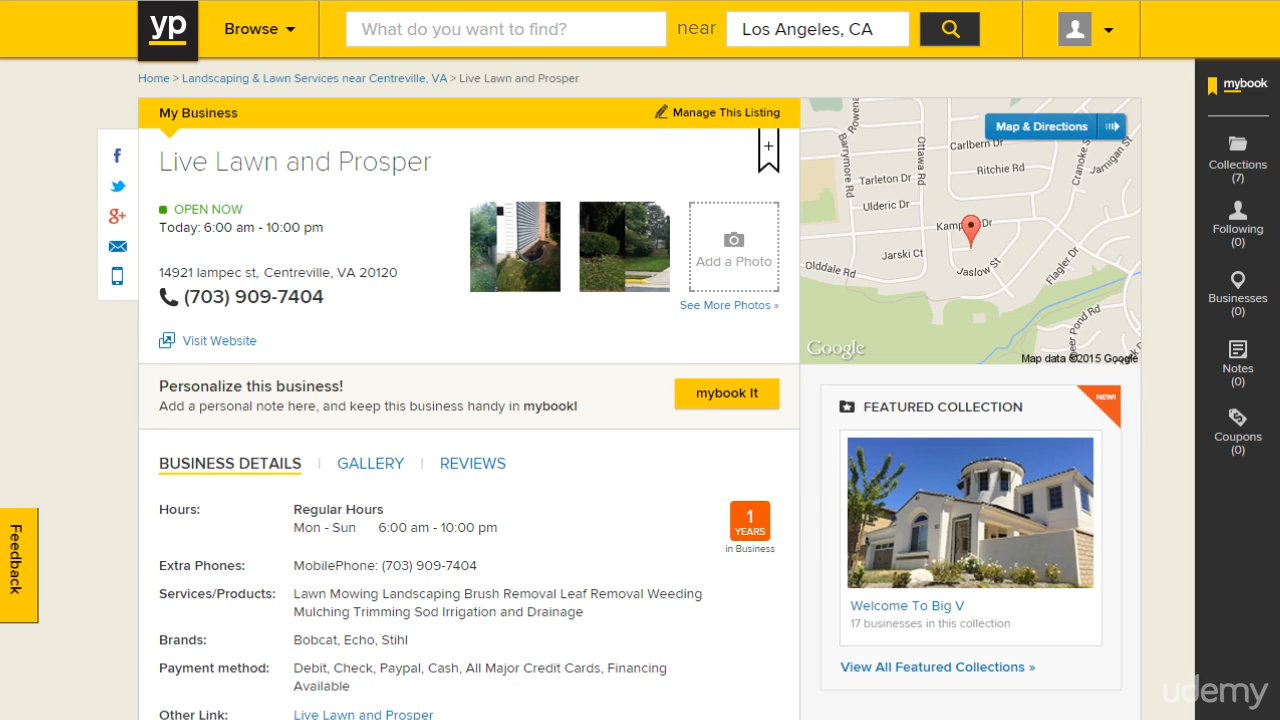 yp
Browse
What do you want to find?
near
Los Angeles, CA
Home > Landscaping & Lawn Services near Centreville, VA > Live Lawn and Prosper
mybook
My Business
Manage This Listing
Map & Directions
Live Lawn and Prosper
OPEN NOW
Today: 6:00 am - 10:00 pm
Add a Photo
14921 lampec st, Centreville, VA 20120
(703) 909-7404
See More Photos »
Visit Website
Rowena
Barrymore Rd
Ottawa Rd
Carlbern Dr
Ritchie Rd
Cranoke St
Jarnigan St
Tarleton Dr
Ulderic Dr
Dr
Jarski Ct
Jaslow St
Olddale Rd
Flagler Dr
Pond Rd
Google
Map data ©2015 Google
Collections
(7)
Following
(0)
Businesses
(0)
Notes
(0)
Coupons
(0)
Personalize this business!
Add a personal note here, and keep this business handy in mybook!
mybook It
FEATURED COLLECTION
NEW!
BUSINESS DETAILS
GALLERY
REVIEWS
Hours:
Regular Hours
Mon - Sun 6:00 am - 10:00 pm
1
YEARS
in Business
Extra Phones: MobilePhone: (703) 909-7404
Services/Products: Lawn Mowing Landscaping Brush Removal Leaf Removal Weeding
Mulching Trimming Sod Irrigation and Drainage
Brands: Bobcat, Echo, Stihl
Payment method: Debit, Check, Paypal, Cash, All Major Credit Cards, Financing
Available
Other Link: Live Lawn and Prosper
Welcome To Big V
17 businesses in this collection
View All Featured Collections »
Feedback
udemy